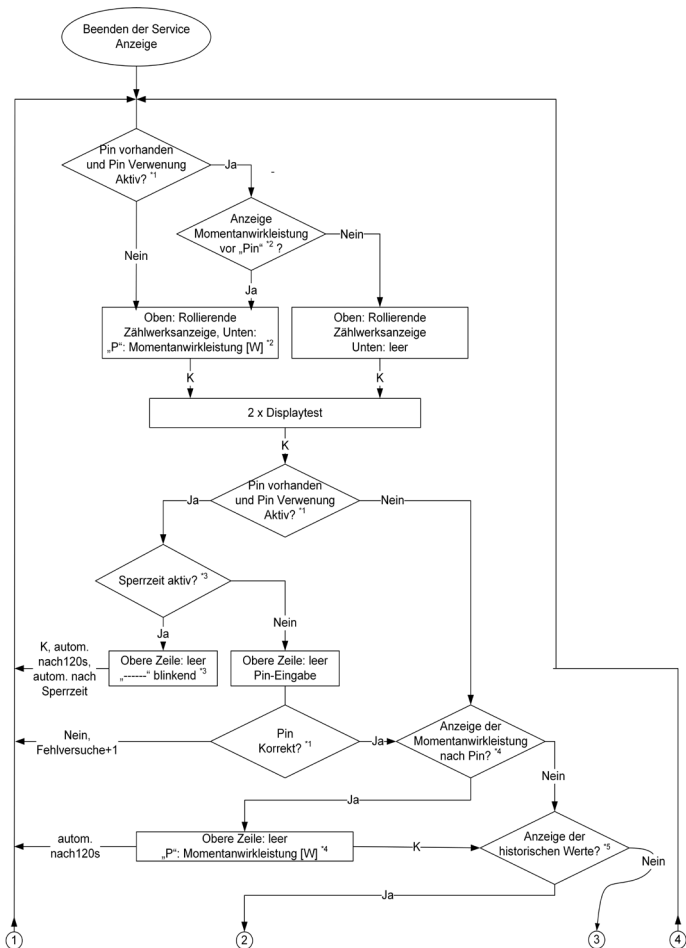 Beenden der Service
Anzeige
Pin vorhanden
und Pin Verwenung
Aktiv? *1
Ja
-
Anzeige
Momentanwirkleistung
vor „Pin“ *2 ?
Nein
Nein
Ja
Oben: Rollierende
Zählwerksanzeige, Unten:
„P“: Momentanwirkleistung [W] *2
Oben: Rollierende
Zählwerksanzeige
Unten: leer
K
K
2 x Displaytest
K
Pin vorhanden
und Pin Verwenung
Aktiv? *1
Ja
Nein
Sperrzeit aktiv? *3
Ja
Nein
K, autom.
nach120s,
autom. nach
Sperrzeit
Obere Zeile: leer
„------“ blinkend *3
Obere Zeile: leer
Pin-Eingabe
Nein,
Fehlversuche+1
Pin
Korrekt? *1
Ja
Anzeige der
Momentanwirkleistung
nach Pin? *4
Nein
Ja
autom.
nach120s
Obere Zeile: leer
„P“: Momentanwirkleistung [W] *4
K
Anzeige der
historischen Werte? *5
Nein
Ja
1
2
3
4